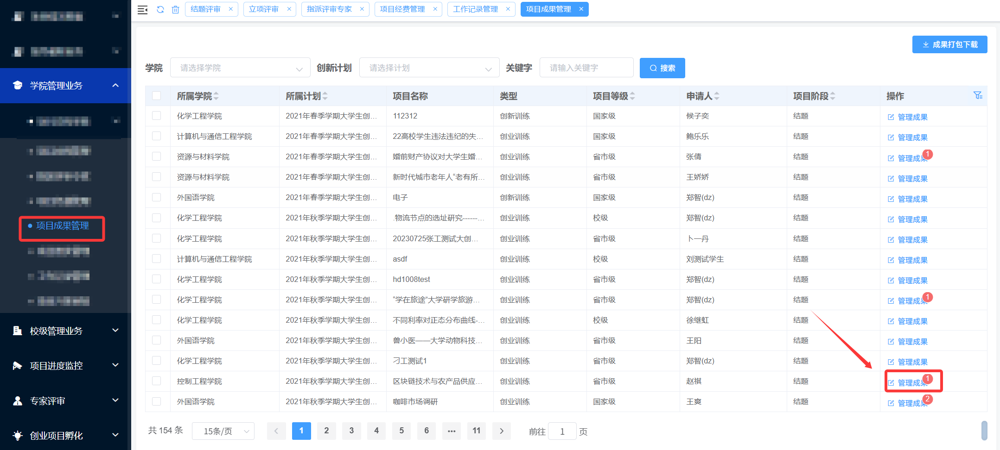 结题评审 × 立项评审 × 指派评审专家 × 项目经费管理 × 工作记录管理 × 项目成果管理 ×
成果打包下载
学院 请选择学院 创新计划 请选择计划 关键字 请输入关键字 搜索
学院管理业务
项目成果管理
校级管理业务
项目进度监控
专家评审
创业项目孵化
所属学院 所属计划 项目名称 类型 项目等级 申请人 项目阶段 操作
化学工程学院 2021年春季学期大学生创... 112312 创新训练 国家级 候子奕 结题 管理成果
计算机与通信工程学院 2021年春季学期大学生创... 22高校学生违法违纪的失... 创业训练 国家级 鲍乐乐 结题 管理成果
资源与材料学院 2021年春季学期大学生创... 婚前财产协议对大学生婚... 创业训练 省市级 张倩 结题 管理成果 1
资源与材料学院 2021年春季学期大学生创... 新时代城市老年人“老有所... 创业训练 省市级 王娇娇 结题 管理成果
外国语学院 2021年春季学期大学生创... 电子 创新训练 国家级 郑智(dz) 结题 管理成果
化学工程学院 2021年秋季学期大学生创... .物流节点的选址研究------... 创业训练 校级 郑智(dz) 结题 管理成果
化学工程学院 2021年秋季学期大学生创... 20230725张工测试大创... 创业训练 省市级 卜一丹 结题 管理成果
计算机与通信工程学院 2021年秋季学期大学生创... asdf 创业训练 校级 刘测试学生 结题 管理成果
化学工程学院 2021年秋季学期大学生创... hd1008test 创业训练 省市级 郑智(dz) 结题 管理成果
化学工程学院 2021年秋季学期大学生创... “学在旅途”大学研学旅游... 创业训练 省市级 郑智(dz) 结题 管理成果 1
化学工程学院 2021年秋季学期大学生创... 不同利率对正态分布曲线-... 创业训练 校级 徐继虹 结题 管理成果
外国语学院 2021年秋季学期大学生创... 兽小医——大学动物科技... 创业训练 省市级 王阳 结题 管理成果
化学工程学院 2021年秋季学期大学生创... 刁工测试1 创业训练 省市级 郑智(dz) 结题 管理成果
控制工程学院 2021年秋季学期大学生创... 区块链技术与农产品供应... 创业训练 省市级 赵祺 结题 管理成果 1
外国语学院 2021年秋季学期大学生创... 咖啡市场调研 创业训练 国家级 王爽 结题 管理成果 2
共 154 条 15条/页 < 1 2 3 4 5 6 ••• 11 > 前往 1 页